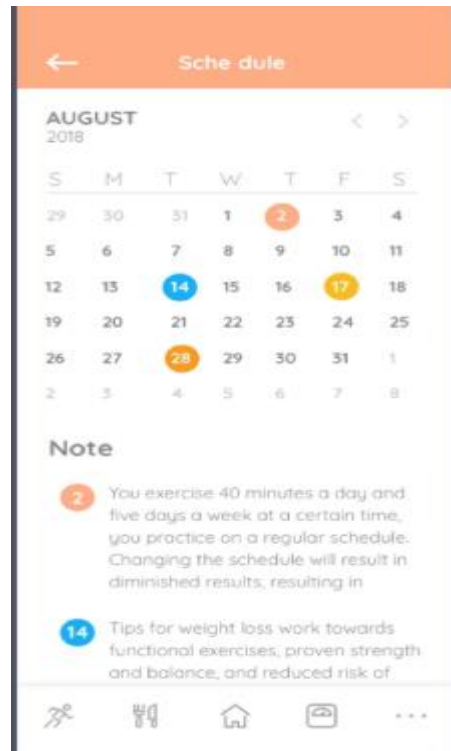 Sche dule
AUGUST
2018
S M T W T F S
29 30 31 1 2 3 4
5 6 7 8 9 10 11
12 13 14 15 16 17 18
19 20 21 22 23 24 25
26 27 28 29 30 31 1
2 3 4 5 6 7 8
Note
2 You exercise 40 minutes a day and
five days a week at a certain time,
you practice on a regular schedule.
Changing the schedule will result in
diminished results, resulting in
14 Tips for weight loss work towards
functional exercises, proven strength
and balance, and reduced risk of